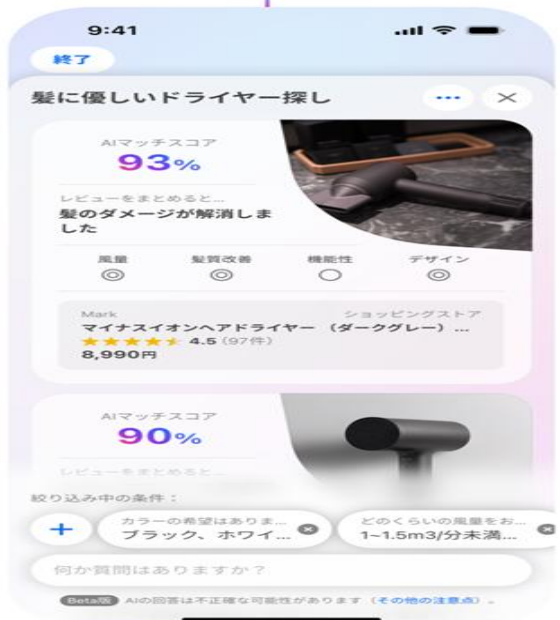 9:41
終了
髪に優しいドライヤー探し
AIマッチスコア
93%
レビューをまとめると...
髪のダメージが解消しま
した
風量 髪質改善 機能性 デザイン
◎ ◎ ○ ◎
Mark ショッピングストア
マイナスイオンヘアドライヤー (ダークグレー) ...
4.5 (97件)
8,990円
AIマッチスコア
90%
レビューをまとめると...
絞り込み中の条件：
カラーの希望はありま... どのくらいの風量をお...
ブラック、ホワイ... 1~1.5m3/分未満...
何か質問はありますか？
Beta版 AIの回答は不正確な可能性があります（その他の注意点）。